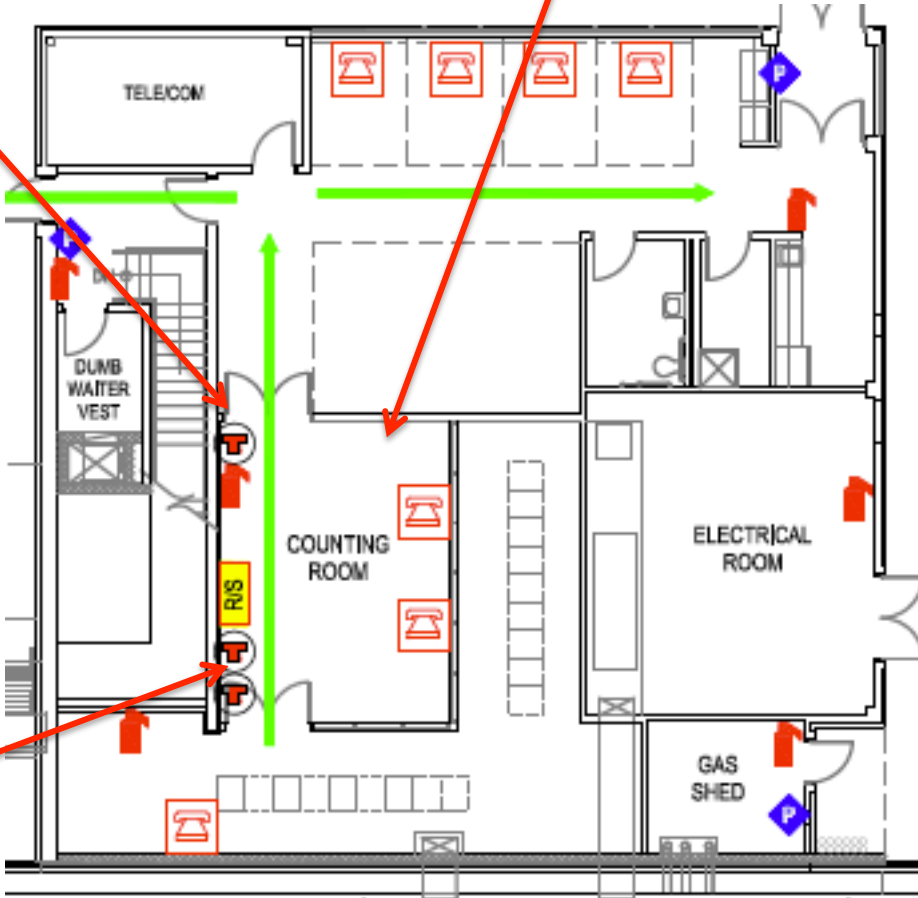 P
TELE/COM
DUMB
WAITER
VEST
COUNTING
ROOM
ELECTRICAL
ROOM
R/S
GAS
SHED
P